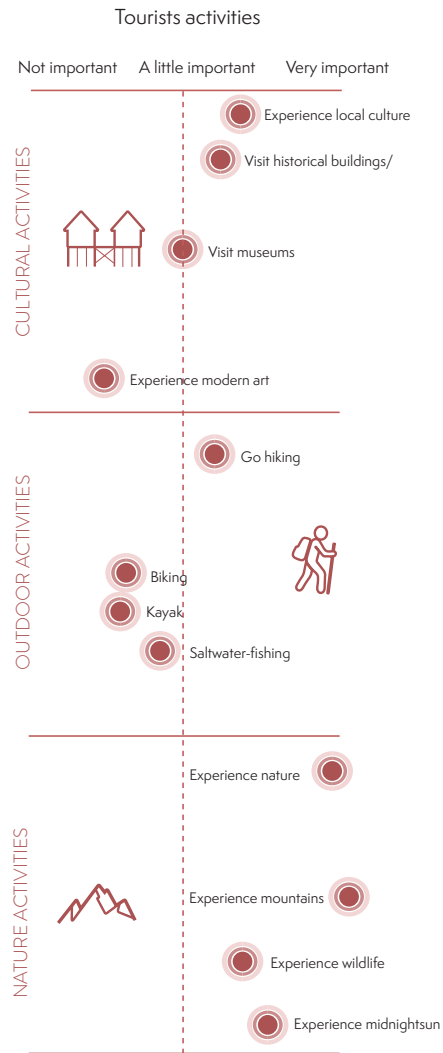 Tourists activities
Not important
A little important
Very important
CULTURAL ACTIVITIES
Experience local culture
Visit historical buildings/
Visit museums
Experience modern art
OUTDOOR ACTIVITIES
Go hiking
Biking
Kayak
Saltwater-fishing
NATURE ACTIVITIES
Experience nature
Experience mountains
Experience wildlife
Experience midnightsun